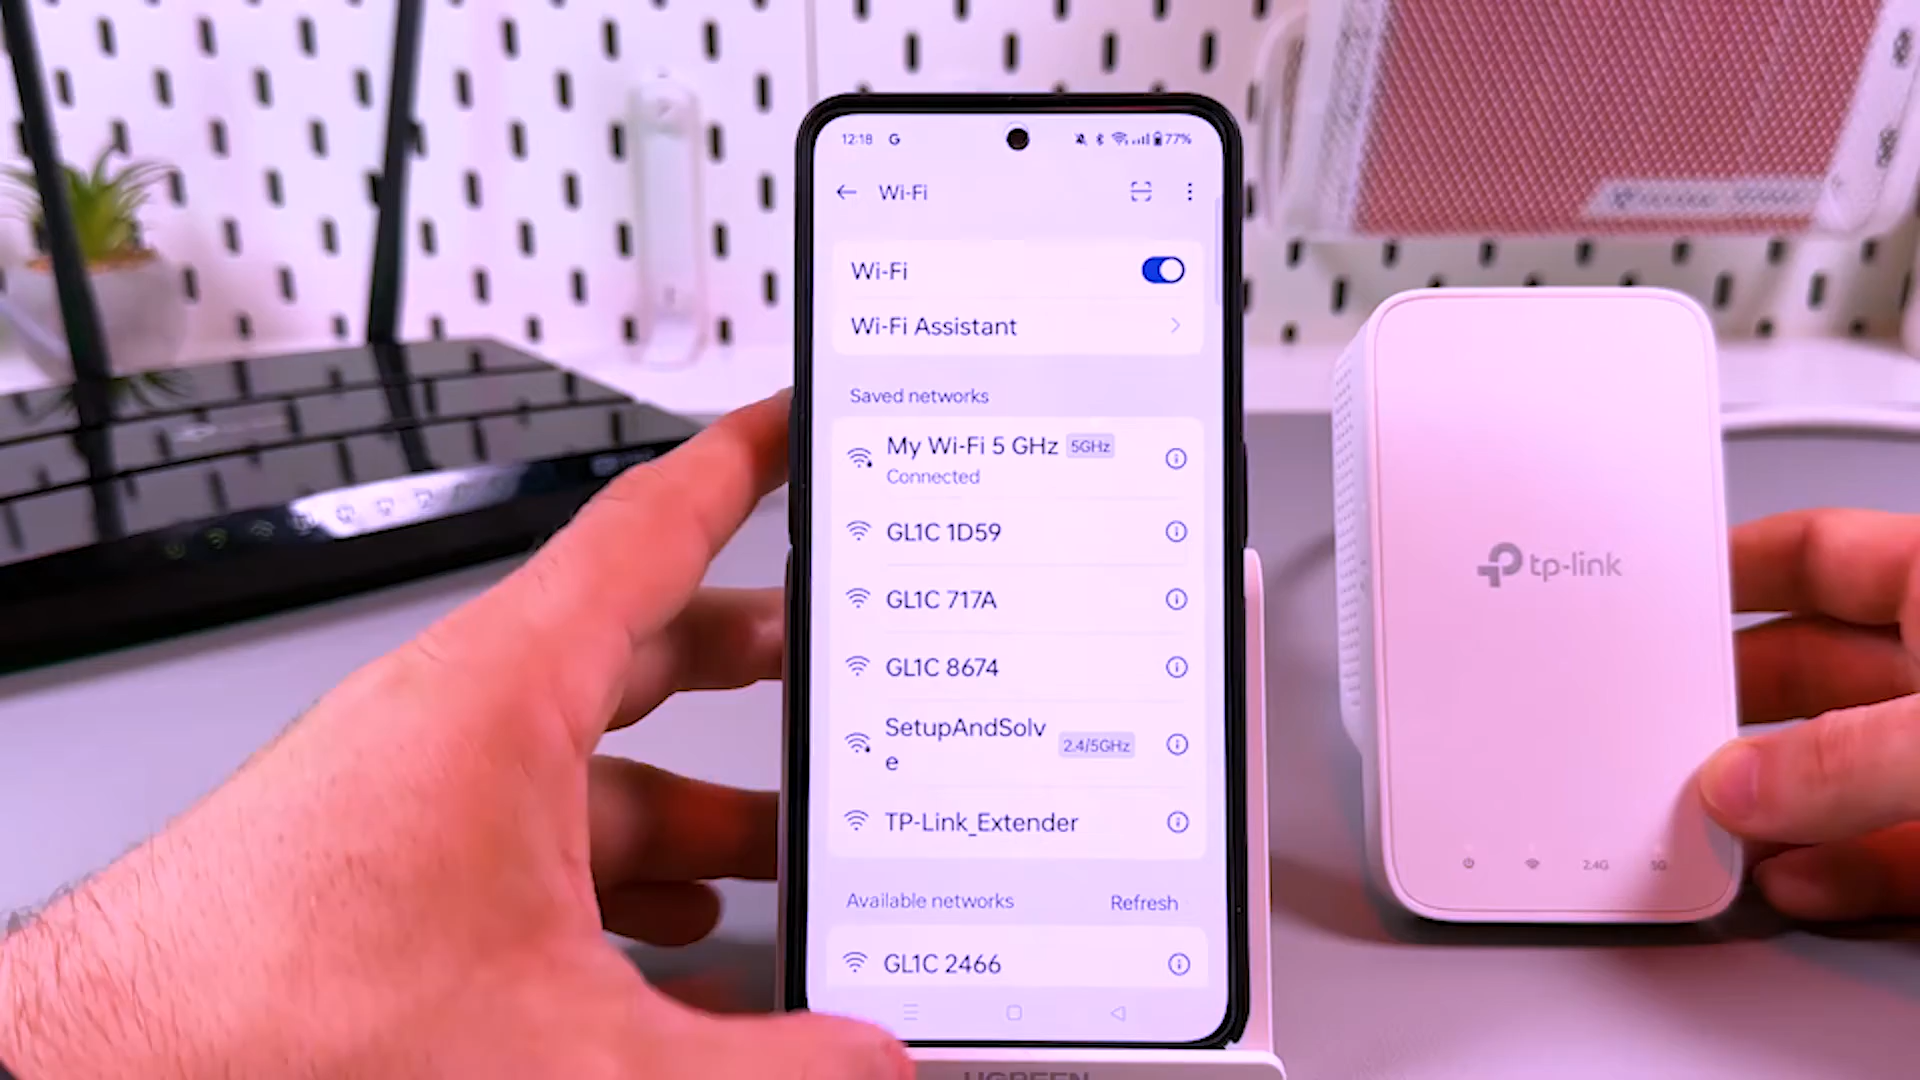 12:18 G 77%
Wi-Fi
Wi-Fi
Wi-Fi Assistant
Saved networks
My Wi-Fi 5 GHz 5GHz
Connected
GL1C 1D59
GL1C 717A
GL1C 8674
SetupAndSolv
e
2.4/5GHz
TP-Link_Extender
Available networks Refresh
GL1C 2466
tp-link
2.4G 5G
UGREEN